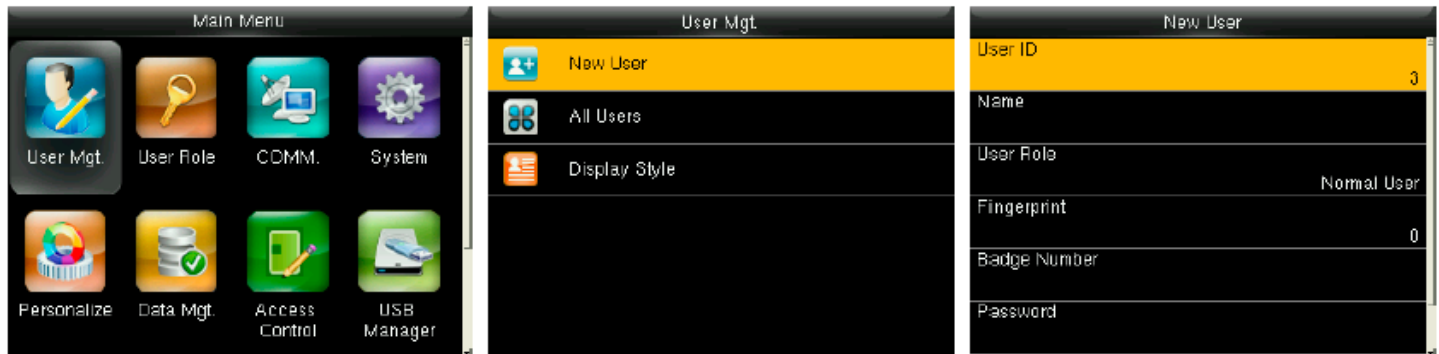 Main Menu
User Mgt.
User Role
COMM.
System
Personalize
Data Mgt.
Access
Control
USB
Manager
User Mgt.
New User
All Users
Display Style
New User
User ID
3
Name
User Role
Normal User
Fingerprint
0
Badge Number
Password